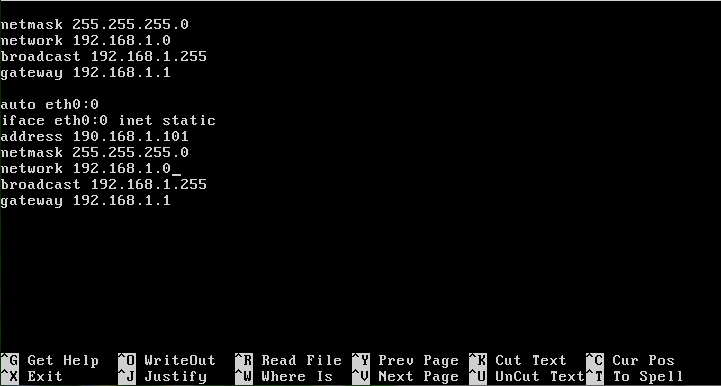 netmask 255.255.255.0
network 192.168.1.0
broadcast 192.168.1.255
gateway 192.168.1.1
auto eth0:0
iface eth0:0 inet static
address 190.168.1.101
netmask 255.255.255.0
network 192.168.1.0_
broadcast 192.168.1.255
gateway 192.168.1.1
^G Get Help ^O WriteOut ^R Read File ^Y Prev Page ^K Cut Text ^C Cur Pos
^X Exit ^J Justify ^W Where Is ^V Next Page ^U UnCut Text ^T To Spell